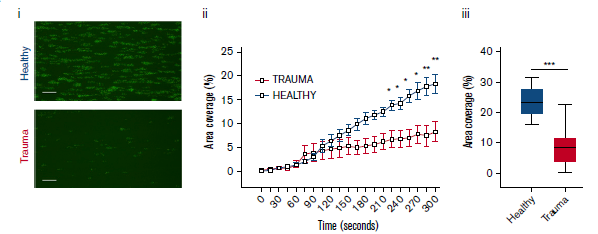 i
Healthy
Trauma
ii
Area coverage (%)
25
20
15
10
5
0
TRAUMA
HEALTHY
* * * * ** **
0 30 60 90 120 150 180 210 240 270 300
Time (seconds)
iii
Area coverage (%)
40
30
20
10
0
***
Healthy
Trauma